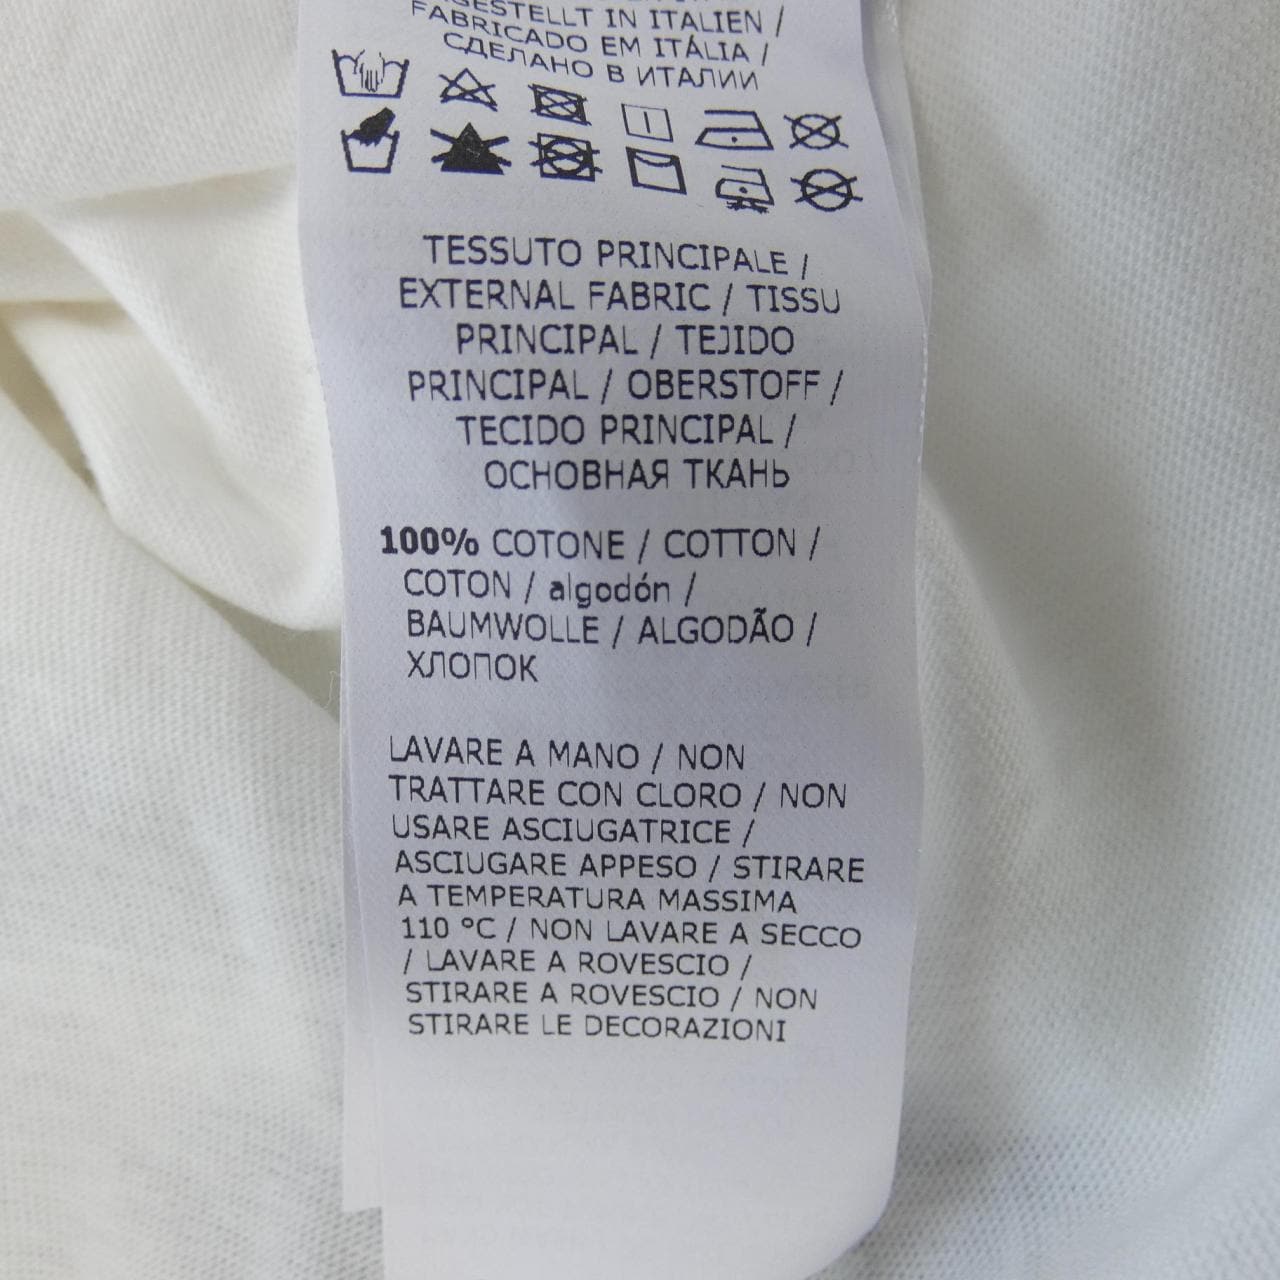 GESTELLT IN ITALIEN /
FABRICADO EM ITÁLIA /
СДЕЛАНО В ИТАЛИИ
TESSUTO PRINCIPALE /
EXTERNAL FABRIC / TISSU
PRINCIPAL / TEJIDO
PRINCIPAL / OBERSTOFF /
TECIDO PRINCIPAL /
ОСНОВНАЯ ТКАНЬ
100% COTONE / COTTON /
COTON / algodón /
BAUMWOLLE / ALGODÃO /
ХЛОПОК
LAVARE A MANO / NON
TRATTARE CON CLORO / NON
USARE ASCIUGATRICE /
ASCIUGARE APPESO / STIRARE
A TEMPERATURA MASSIMA
110 °C / NON LAVARE A SECCO
/ LAVARE A ROVESCIO /
STIRARE A ROVESCIO / NON
STIRARE LE DECORAZIONI